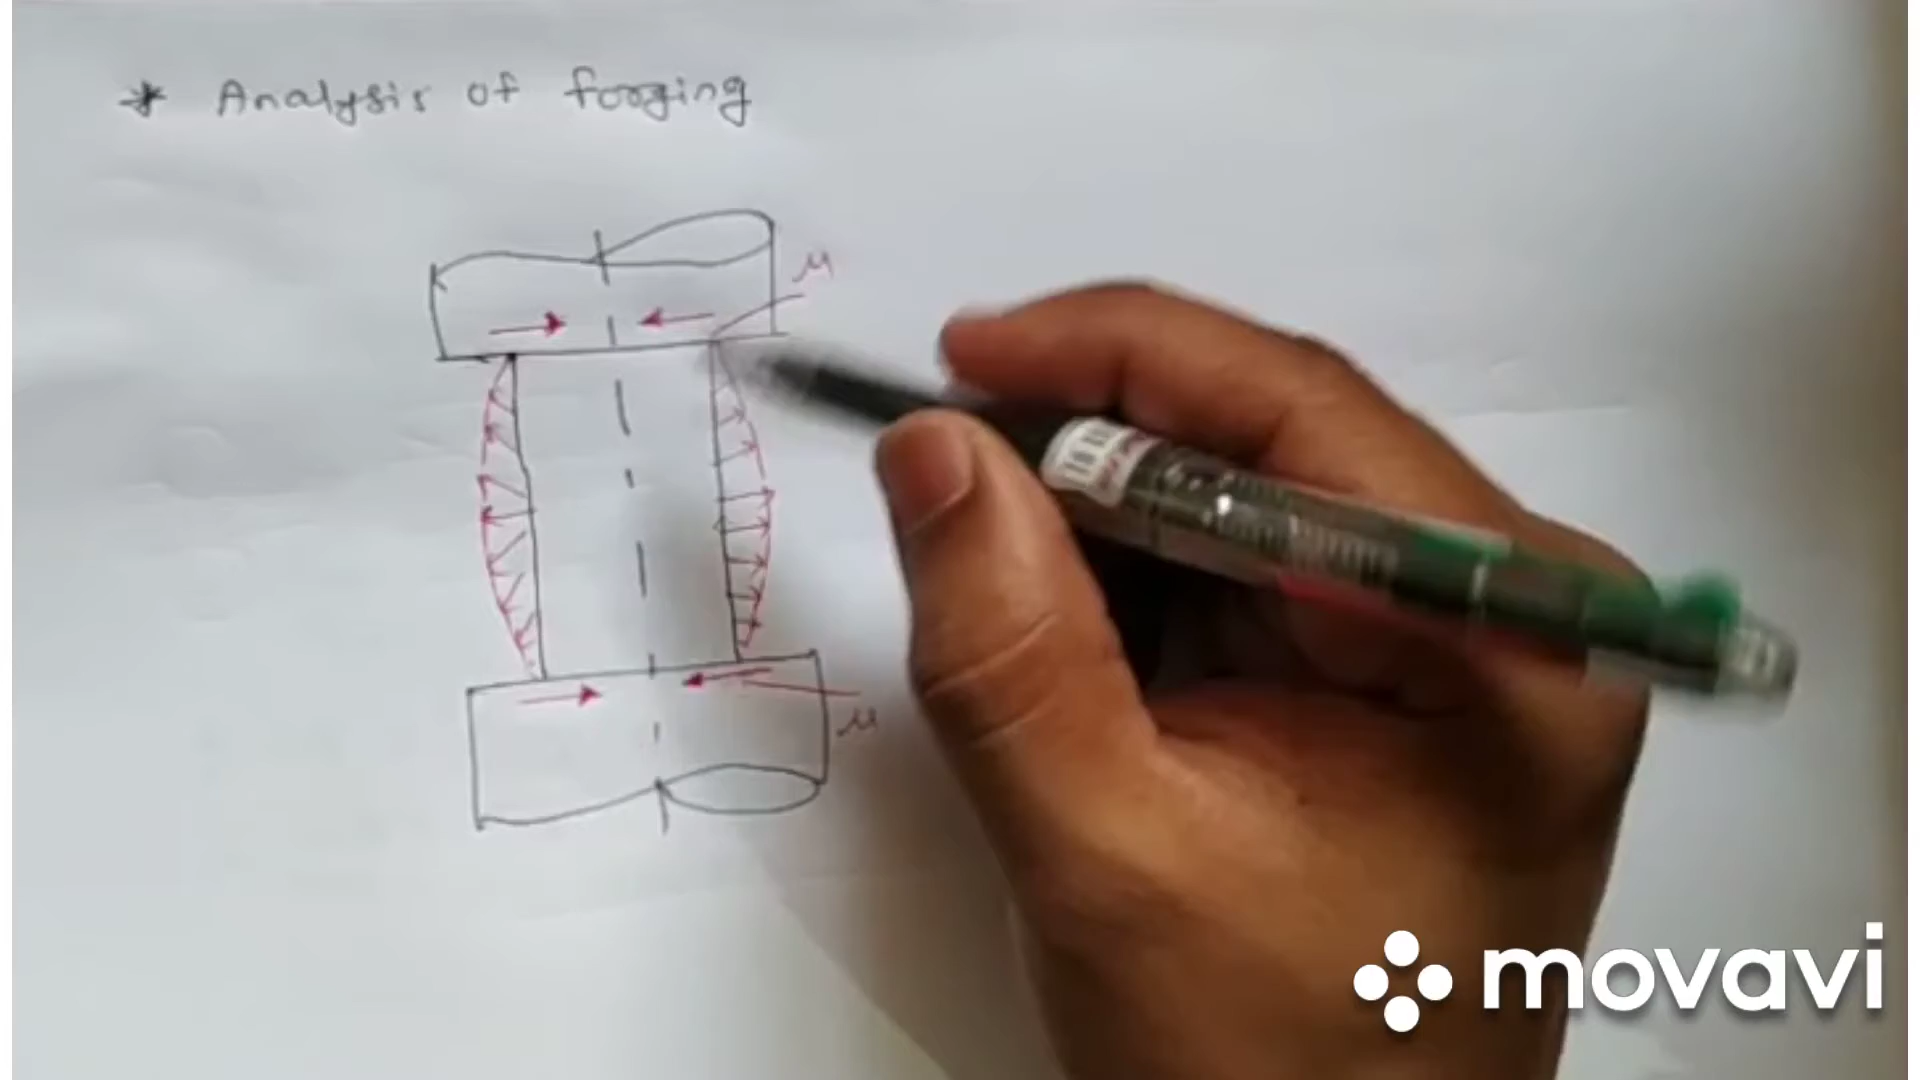 * Analysis of forging
μ
μ
movavi